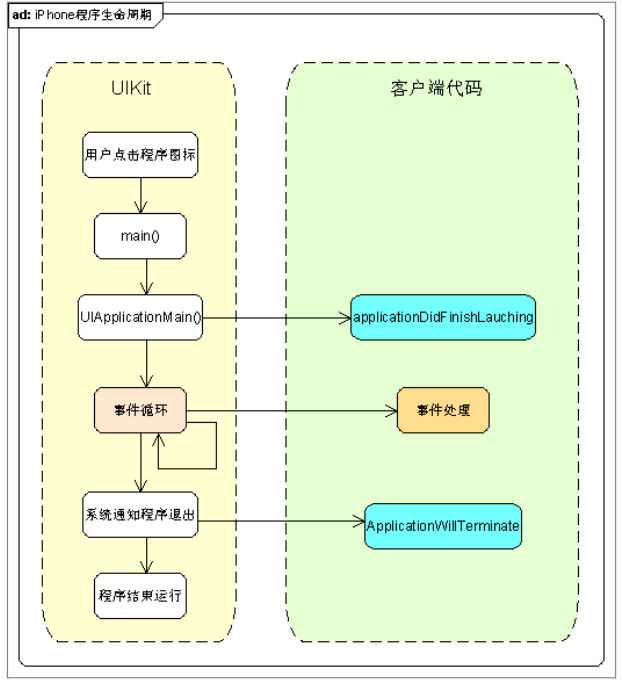 ad: iPhone程序生命周期
UIKit
客户端代码
用户点击程序图标
main()
UIApplicationMain()
applicationDidFinishLauching
事件循环
事件处理
系统通知程序退出
ApplicationWillTerminate
程序结束运行